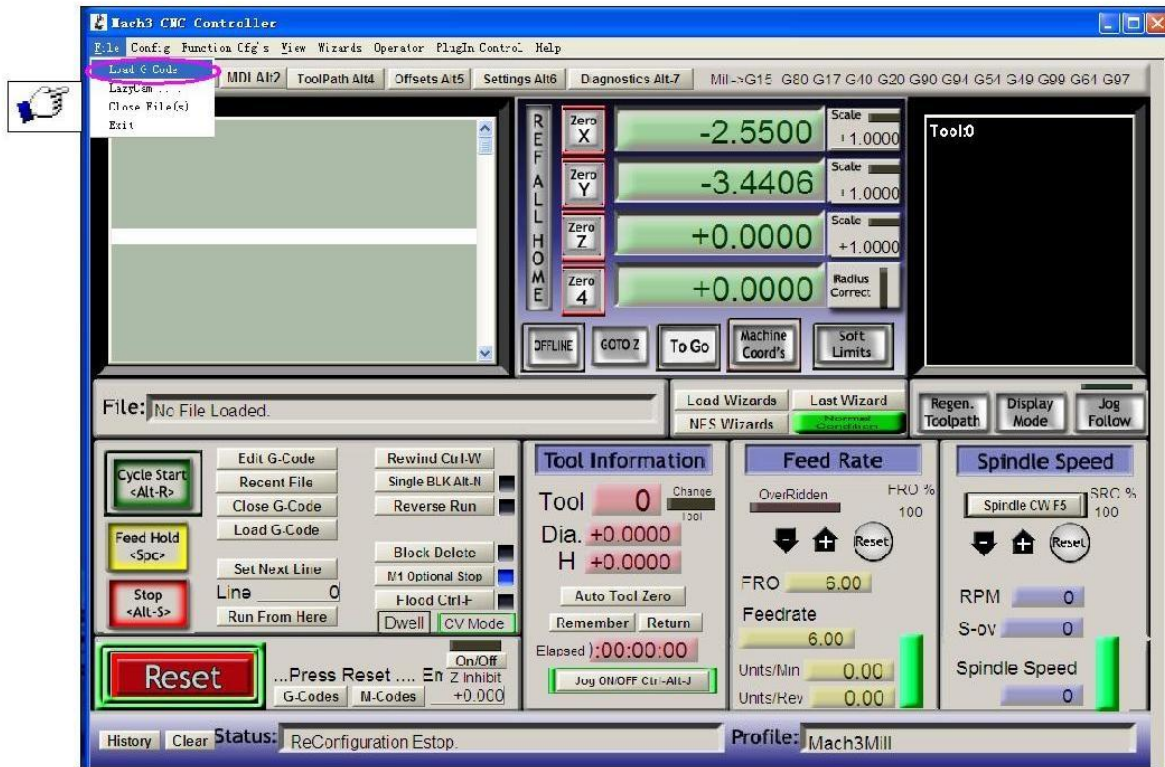 Mach3 CNC Controller
File Config Function Cfg's View Wizards Operator PlugIn Control Help
Load G-Code
LazyCam ....
Close File(s)
Exit
MDI Alt2 ToolPath Alt4 Offsets Alt5 Settings Alt6 Diagnostics Alt-7 Mill->G15 G80 G17 G40 G20 G90 G94 G54 G49 G99 G64 G97
REF ALL HOME
Zero X -2.5500 Scale +1.0000
Zero Y -3.4406 Scale +1.0000
Zero Z +0.0000 Scale +1.0000
Zero 4 +0.0000 Radius Correct
OFFLINE GOTO Z To Go Machine Coord's Soft Limits
Tool:0
File: No File Loaded.
Load Wizards Last Wizard
NFS Wizards Normal Condition
Regen. Toolpath Display Mode Jog Follow
Cycle Start <Alt-R>
Feed Hold <Spc>
Stop <Alt-S>
Edit G-Code
Recent File
Close G-Code
Load G-Code
Set Next Line
Line 0
Run From Here
Rewind Ctrl-W
Single BLK Alt-N
Reverse Run
Block Delete
M1 Optional Stop
Flood Ctrl-F
Dwell CV Mode
Reset
...Press Reset .... Em
G-Codes M-Codes
On/Off
Z Inhibit
+0.000
Tool Information
Tool 0 Change Tool
Dia. +0.0000
H +0.0000
Auto Tool Zero
Remember Return
Elapsed ):00:00:00
Jog ON/OFF Ctrl-Alt-J
Feed Rate
OverRidden FRO %
100
Reset
FRO 6.00
Feedrate
6.00
Units/Min 0.00
Units/Rev 0.00
Spindle Speed
Spindle CW F5 SRO %
100
Reset
RPM 0
S-ov 0
Spindle Speed
0
History Clear Status: ReConfiguration Estop. Profile: Mach3Mill